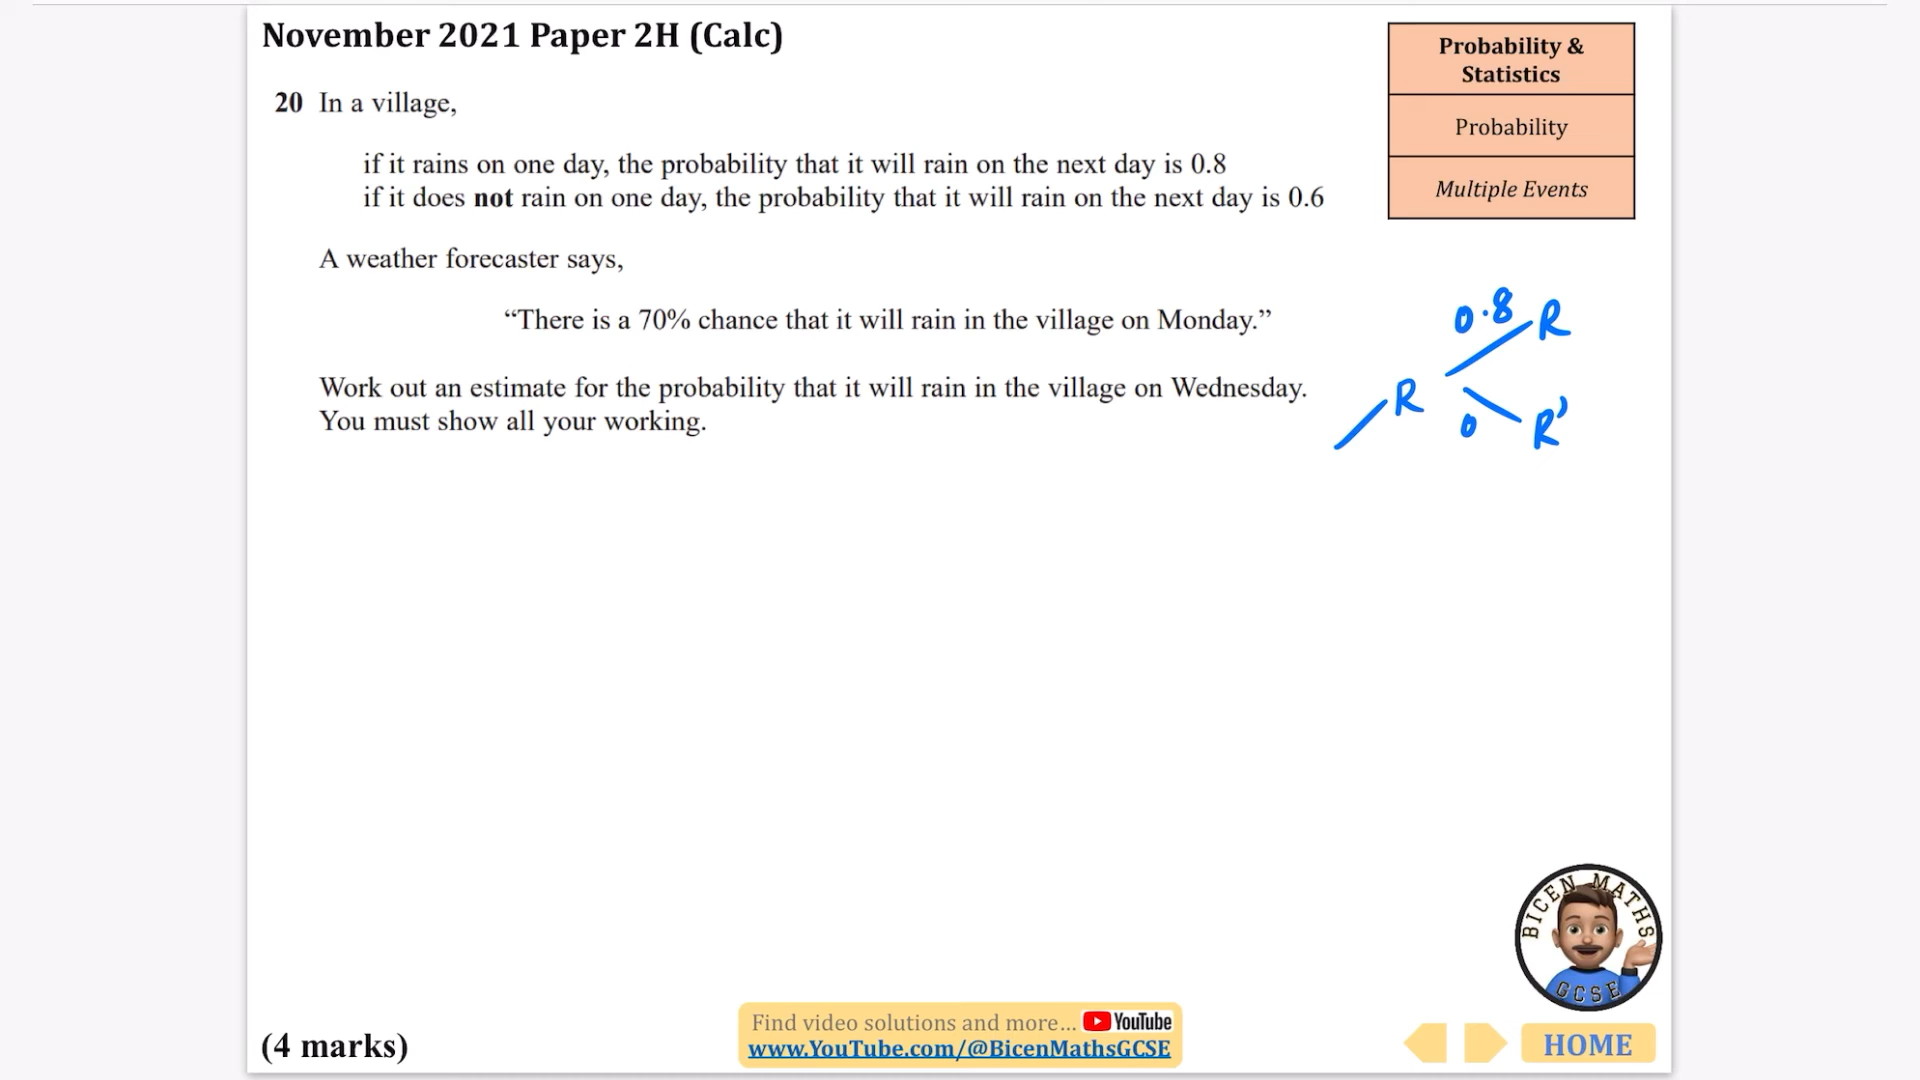 November 2021 Paper 2H (Calc)
Probability &
Statistics
Probability
Multiple Events
20 In a village,
if it rains on one day, the probability that it will rain on the next day is 0.8
if it does not rain on one day, the probability that it will rain on the next day is 0.6
A weather forecaster says,
“There is a 70% chance that it will rain in the village on Monday.”
Work out an estimate for the probability that it will rain in the village on Wednesday.
You must show all your working.
0.8 R
R
0 R'
BICEN MATHS
GCSE
(4 marks)
Find video solutions and more... YouTube
www.YouTube.com/@BicenMathsGCSE
HOME